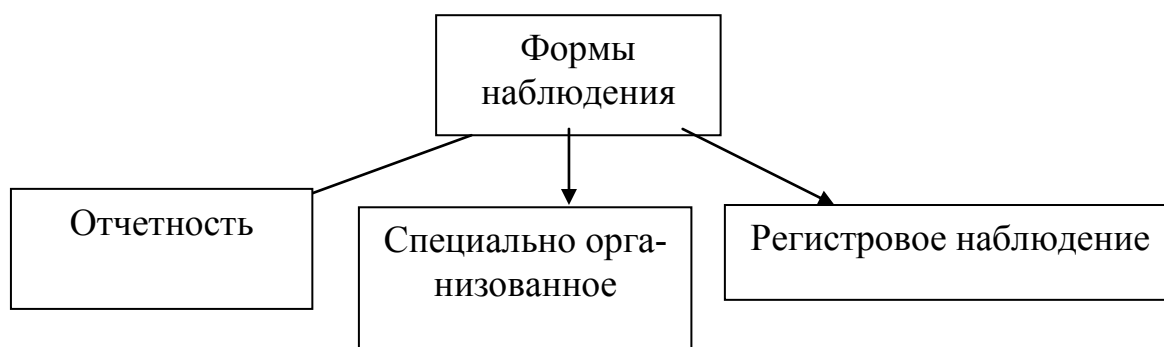 Формы
наблюдения
Отчетность
Специально орга-
низованное
Регистровое наблюдение